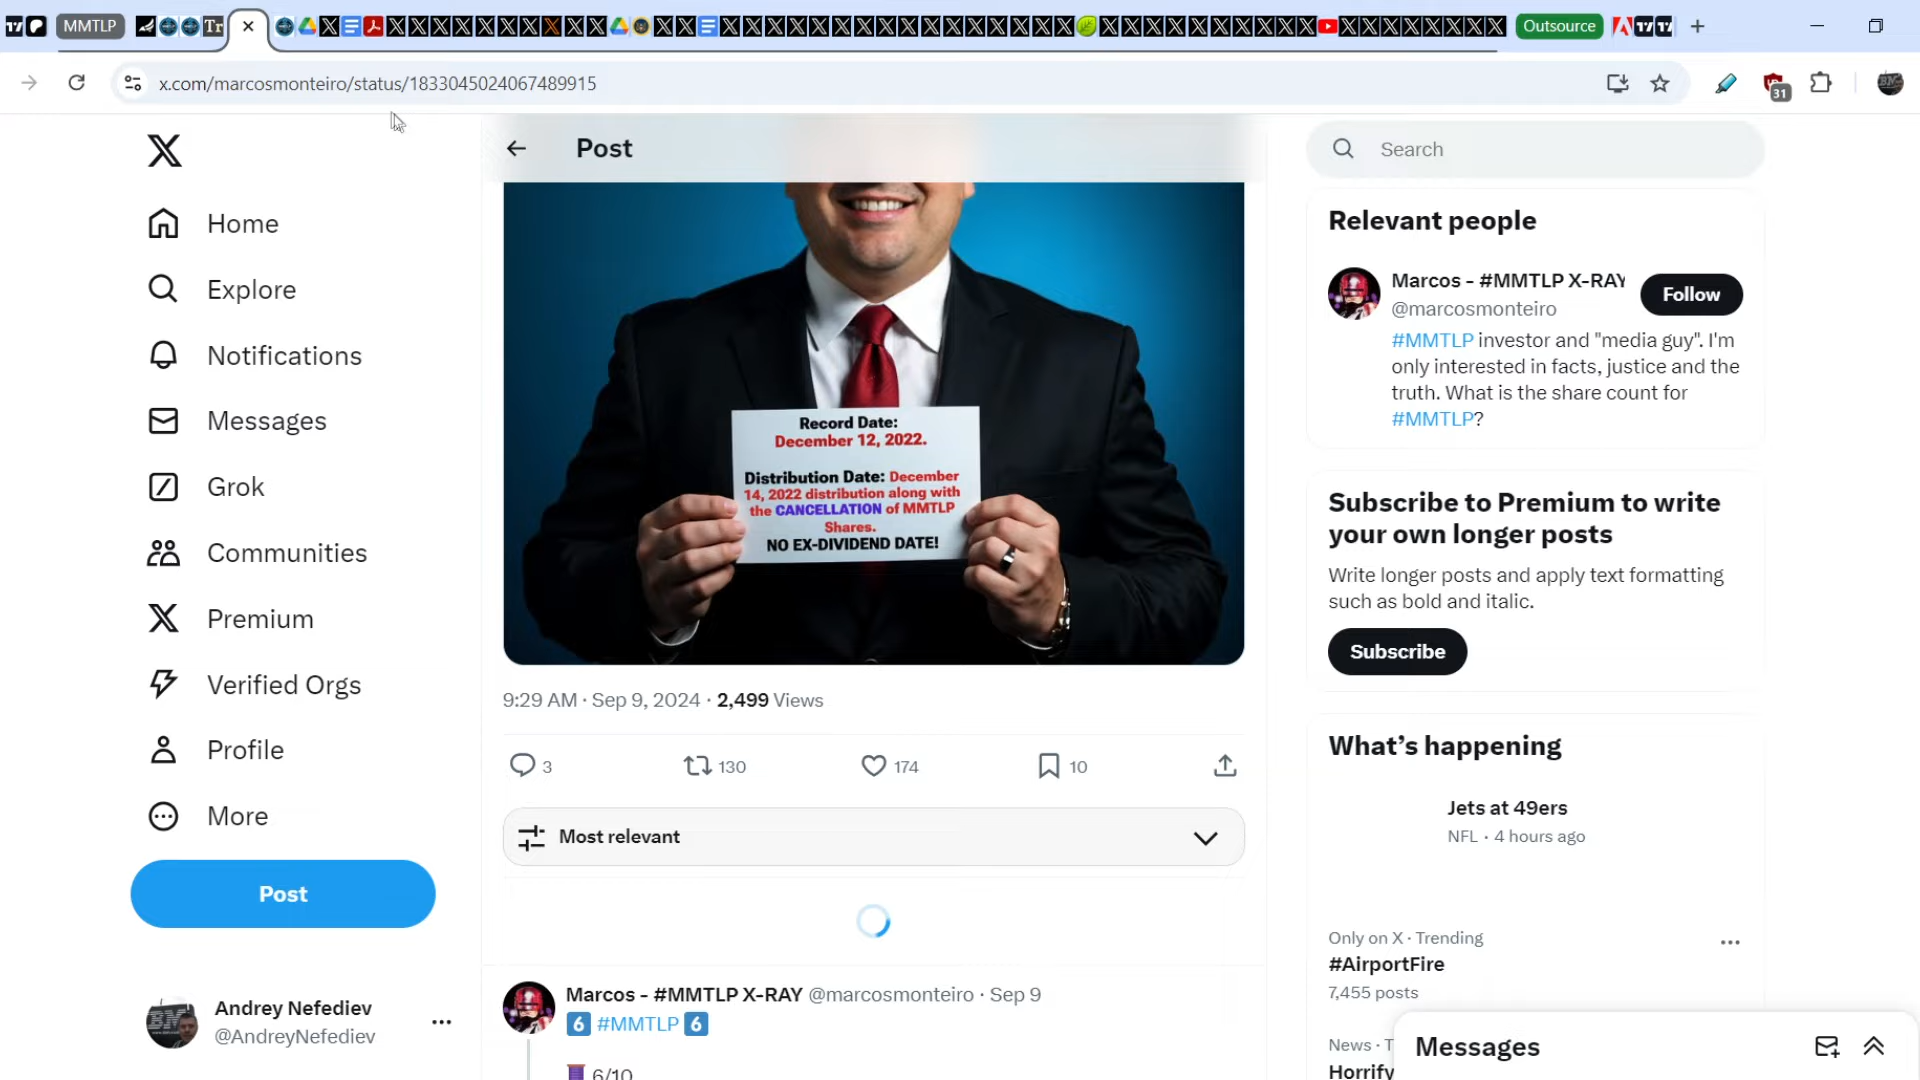 MMTLP
Tr
Outsource
x.com/marcosmonteiro/status/1833045024067489915
31
Home
Explore
Notifications
Messages
Grok
Communities
Premium
Verified Orgs
Profile
More
Post
Andrey Nefediev
@AndreyNefediev
Post
Record Date:
December 12, 2022.
Distribution Date: December
14, 2022 distribution along with
the CANCELLATION of MMTLP
Shares.
NO EX-DIVIDEND DATE!
9:29 AM · Sep 9, 2024 · 2,499 Views
3
130
174
10
Most relevant
Marcos - #MMTLP X-RAY @marcosmonteiro · Sep 9
6 #MMTLP 6
6/10
Search
Relevant people
Marcos - #MMTLP X-RAY
@marcosmonteiro
Follow
#MMTLP investor and "media guy". I'm
only interested in facts, justice and the
truth. What is the share count for
#MMTLP?
Subscribe to Premium to write
your own longer posts
Write longer posts and apply text formatting
such as bold and italic.
Subscribe
What's happening
Jets at 49ers
NFL · 4 hours ago
Only on X · Trending
#AirportFire
7,455 posts
News · T
Horrify
Messages